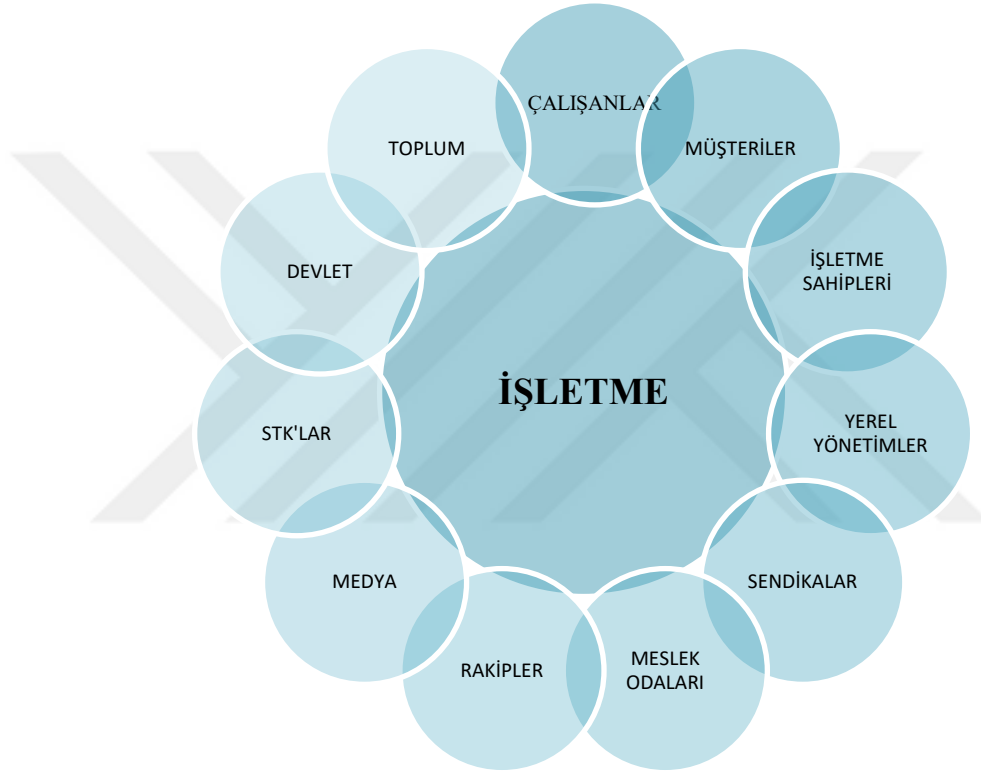 ÇALIŞANLAR
MÜŞTERİLER
İŞLETME
SAHİPLERİ
YEREL
YÖNETİMLER
SENDİKALAR
MESLEK
ODALARI
RAKİPLER
MEDYA
STK'LAR
DEVLET
TOPLUM
İŞLETME